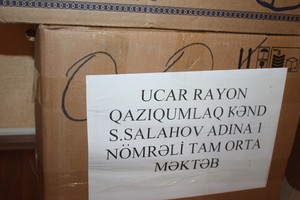 UCAR RAYON
QAZIQUMLAQ KƏND
S.SALAHOV ADINA 1
NÖMRƏLİ TAM ORTA
MƏKTƏB